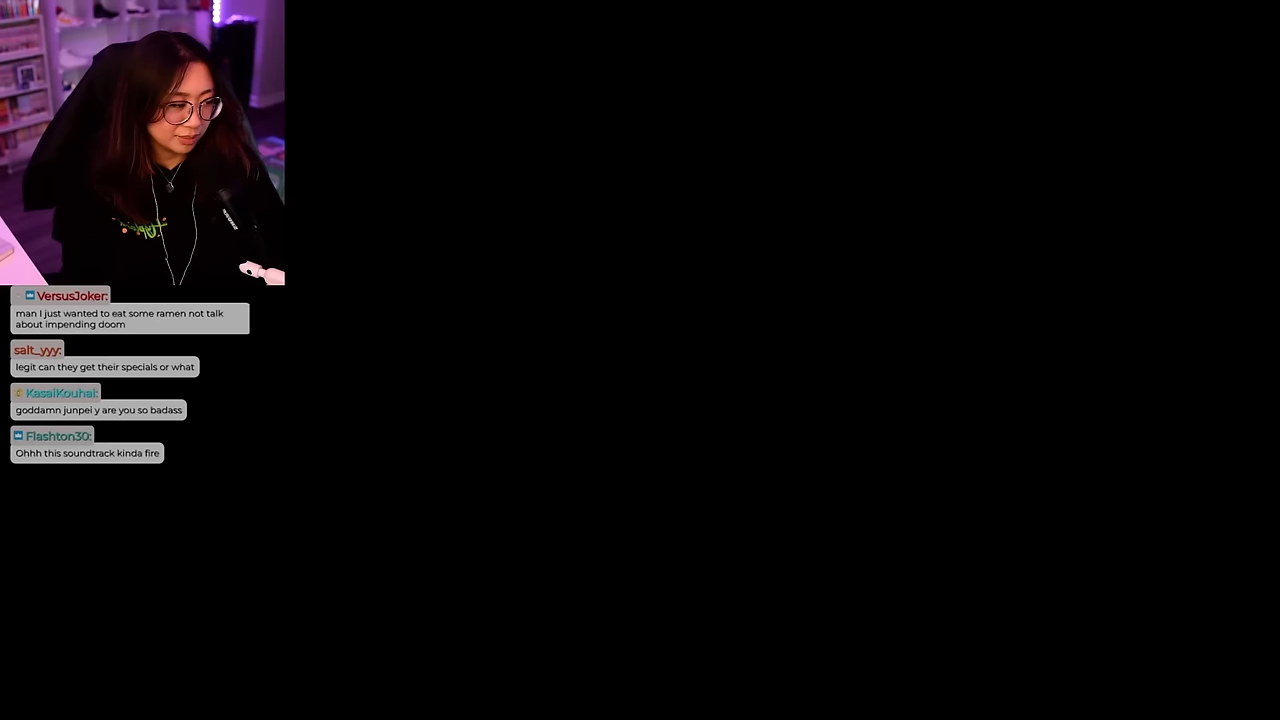 VersusJoker:
man I just wanted to eat some ramen not talk
about impending doom
salt_yyy:
legit can they get their specials or what
KasaiKouhai:
goddamn junpei y are you so badass
Flashton30:
Ohhh this soundtrack kinda fire